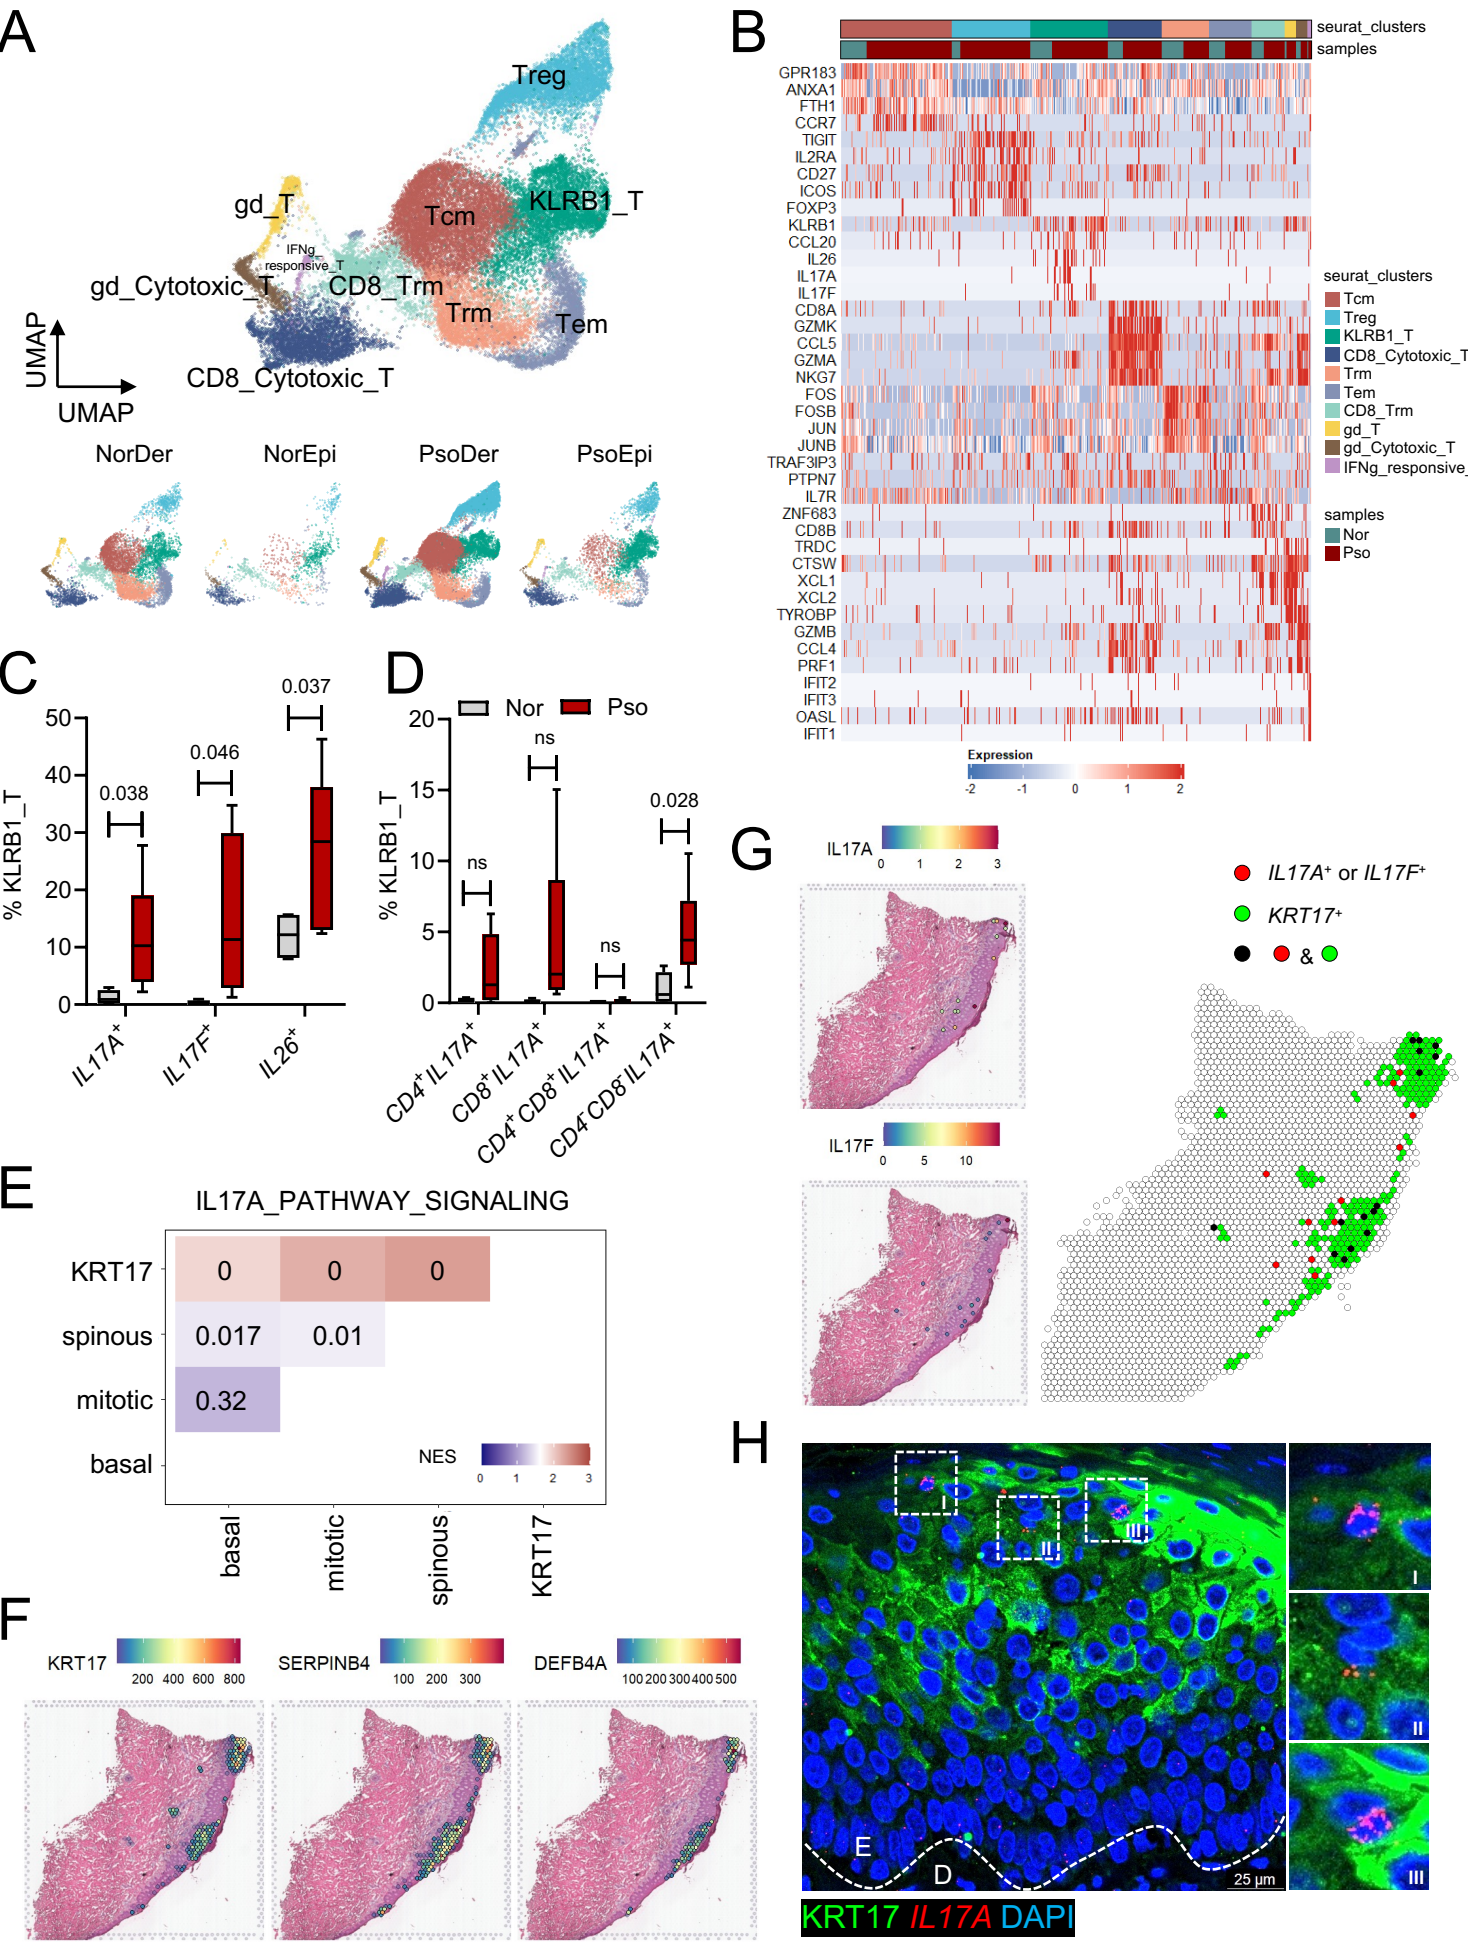 A
Treg
gd_T
Tcm
KLRB1_T
IFNg_
responsive_T
gd_Cytotoxic_T
CD8_Trm
Trm
Tem
CD8_Cytotoxic_T
UMAP
UMAP
NorDer
NorEpi
PsoDer
PsoEpi
B
seurat_clusters
samples
GPR183
ANXA1
FTH1
CCR7
TIGIT
IL2RA
CD27
ICOS
FOXP3
KLRB1
CCL20
IL26
IL17A
IL17F
CD8A
GZMK
CCL5
GZMA
NKG7
FOS
FOSB
JUN
JUNB
TRAF3IP3
PTPN7
IL7R
ZNF683
CD8B
TRDC
CTSW
XCL1
XCL2
TYROBP
GZMB
CCL4
PRF1
IFIT2
IFIT3
OASL
IFIT1
Expression
-2 -1 0 1 2
seurat_clusters
Tcm
Treg
KLRB1_T
CD8_Cytotoxic_T
Trm
Tem
CD8_Trm
gd_T
gd_Cytotoxic_T
IFNg_responsive_
samples
Nor
Pso
C
% KLRB1_T
50
40
30
20
10
0
0.038
0.046
0.037
IL17A+
IL17F+
IL26+
D
Nor Pso
% KLRB1_T
20
15
10
5
0
ns
ns
ns
0.028
CD4+IL17A+
CD8+IL17A+
CD4+CD8+IL17A+
CD4-CD8-IL17A+
E
IL17A_PATHWAY_SIGNALING
KRT17 0 0 0
spinous 0.017 0.01
mitotic 0.32
basal
NES
0 1 2 3
basal
mitotic
spinous
KRT17
F
KRT17
200 400 600 800
SERPINB4
100 200 300
DEFB4A
100 200 300 400 500
G
IL17A
0 1 2 3
IL17F
0 5 10
IL17A+ or IL17F+
KRT17+
&
H
I
II
III
E
D
25 µm
I
II
III
KRT17 IL17A DAPI